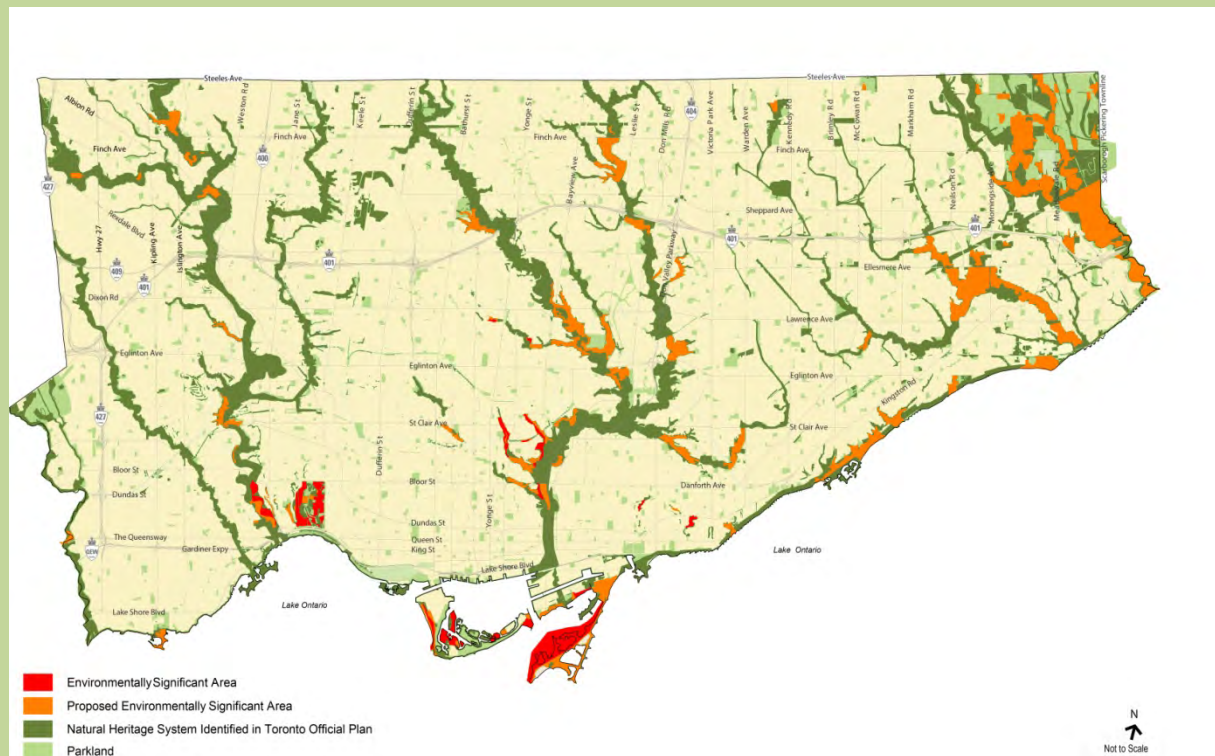 Steeles Ave
Steeles Ave
Albion Rd
Weston Rd
Jane St
Keele St
Dufferin St
Bathurst St
Yonge St
Leslie St
Don Mills Rd
404
Victoria Park Ave
Warden Ave
Kennedy Rd
Brimley Rd
McCowan Rd
Markham Rd
Scarborough Pickering Townline
Finch Ave
Finch Ave
400
Finch Ave
Finch Ave
Bayview Ave
Neilson Rd
Morningside Ave
427
Rexdale Blvd
Hwy 27
Kipling Ave
Islington Ave
Sheppard Ave
401
401
401
409
401
Valley Parkway
Ellesmere Ave
Dixon Rd
Lawrence Ave
Eglinton Ave
Eglinton Ave
Eglinton Ave
Kingston Rd
427
St Clair Ave
St Clair Ave
Dufferin St
Bloor St
Bloor St
Danforth Ave
Dundas St
Yonge St
Dundas St
The Queensway
Queen St
King St
QEW
Gardiner Expy
Lake Shore Blvd
Lake Ontario
Lake Ontario
Lake Shore Blvd
Environmentally Significant Area
Proposed Environmentally Significant Area
Natural Heritage System Identified in Toronto Official Plan
Parkland
N
Not to Scale